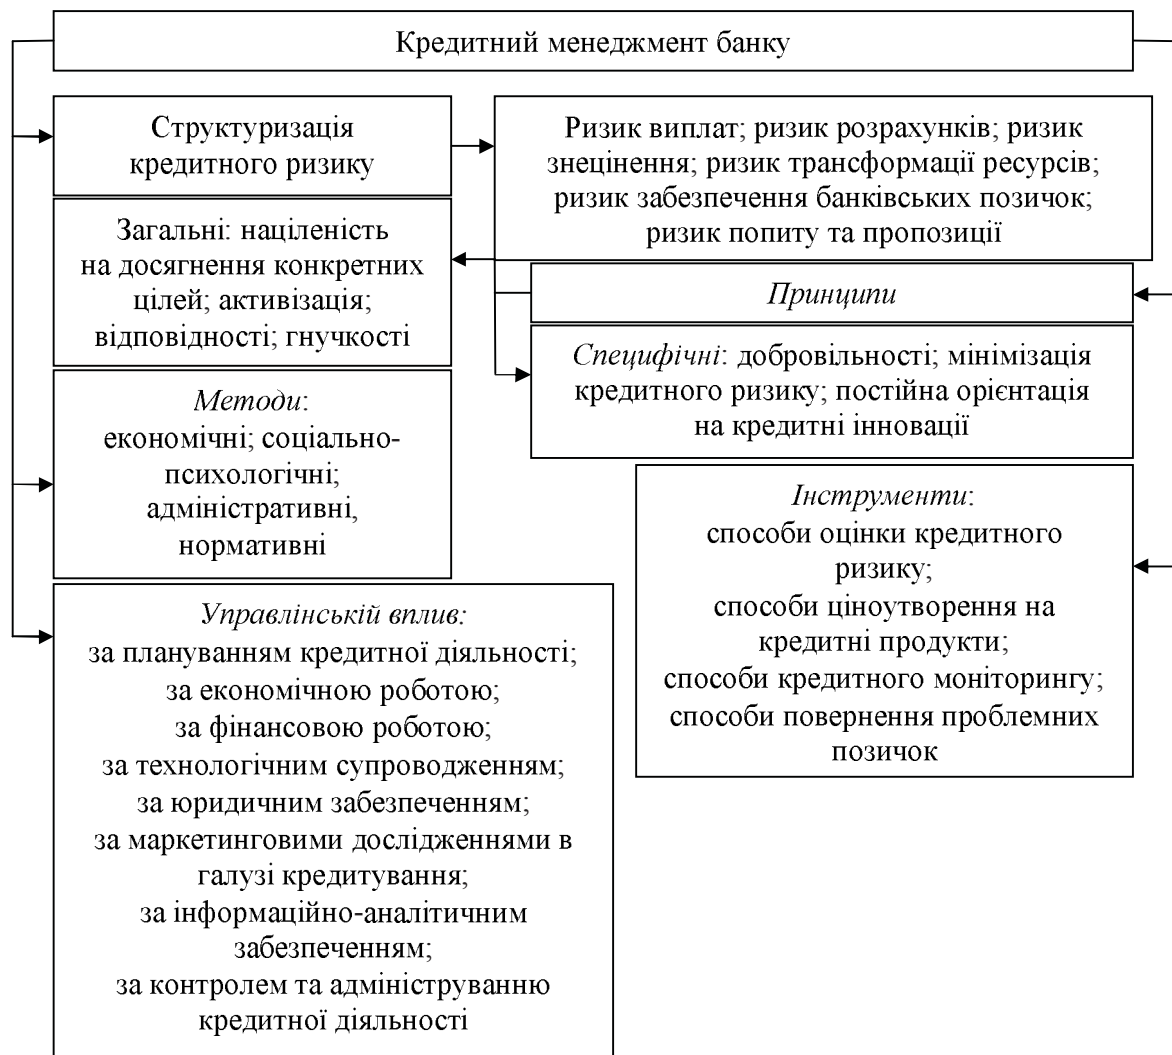 Кредитний менеджмент банку
Структуризація
кредитного ризику
Ризик виплат; ризик розрахунків; ризик
знецінення; ризик трансформації ресурсів;
ризик забезпечення банківських позичок;
ризик попиту та пропозиції
Загальні: націленість
на досягнення конкретних
цілей; активізація;
відповідності; гнучкості
Принципи
Специфічні: добровільності; мінімізація
кредитного ризику; постійна орієнтація
на кредитні інновації
Методи:
економічні; соціально-
психологічні;
адміністративні,
нормативні
Інструменти:
способи оцінки кредитного
ризику;
способи ціноутворення на
кредитні продукти;
способи кредитного моніторингу;
способи повернення проблемних
позичок
Управлінській вплив:
за плануванням кредитної діяльності;
за економічною роботою;
за фінансовою роботою;
за технологічним супроводженням;
за юридичним забезпеченням;
за маркетинговими дослідженнями в
галузі кредитування;
за інформаційно-аналітичним
забезпеченням;
за контролем та адмініструванню
кредитної діяльності